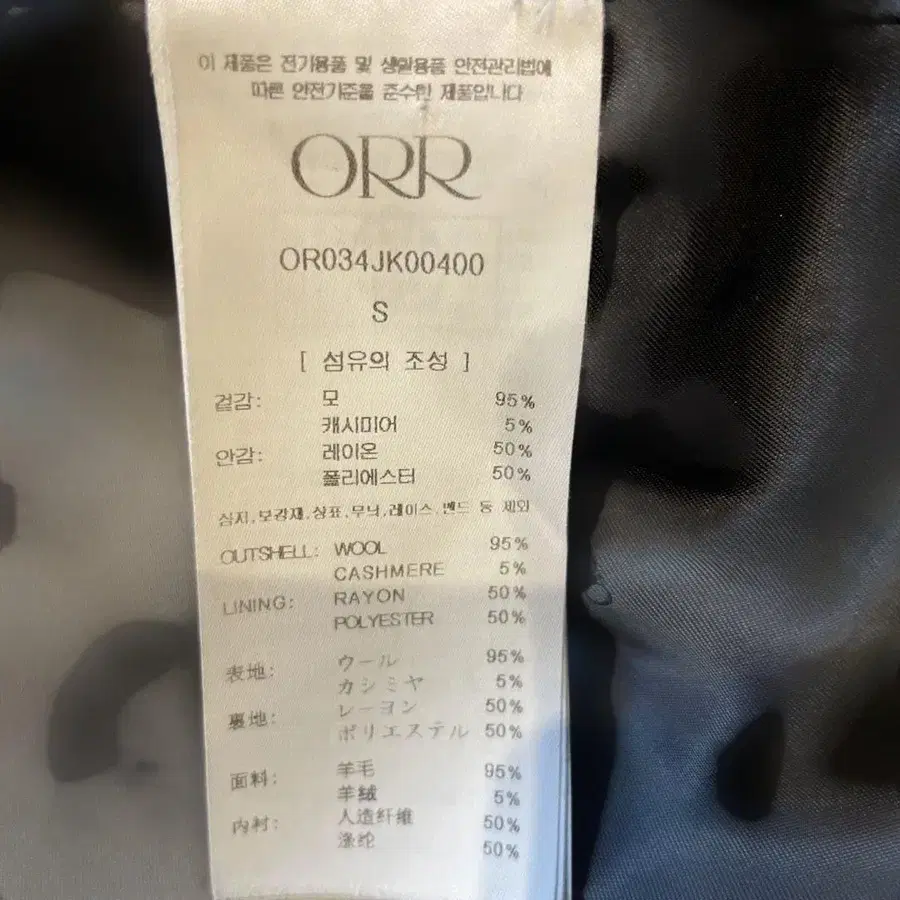 이 제품은 전기용품 및 생활용품 안전관리법에
따른 안전기준을 준수한 제품입니다
ORR
OR034JK00400
S
[ 섬유의 조성 ]
겉감: 모 95%
캐시미어 5%
안감: 레이온 50%
폴리에스터 50%
심지,보강재,상표,무늬,레이스,밴드 등 제외
OUTSHELL: WOOL 95%
CASHMERE 5%
LINING: RAYON 50%
POLYESTER 50%
表地: ウール 95%
カシミヤ 5%
裏地: レーヨン 50%
ポリエステル 50%
面料: 羊毛 95%
羊绒 5%
内衬: 人造纤维 50%
涤纶 50%